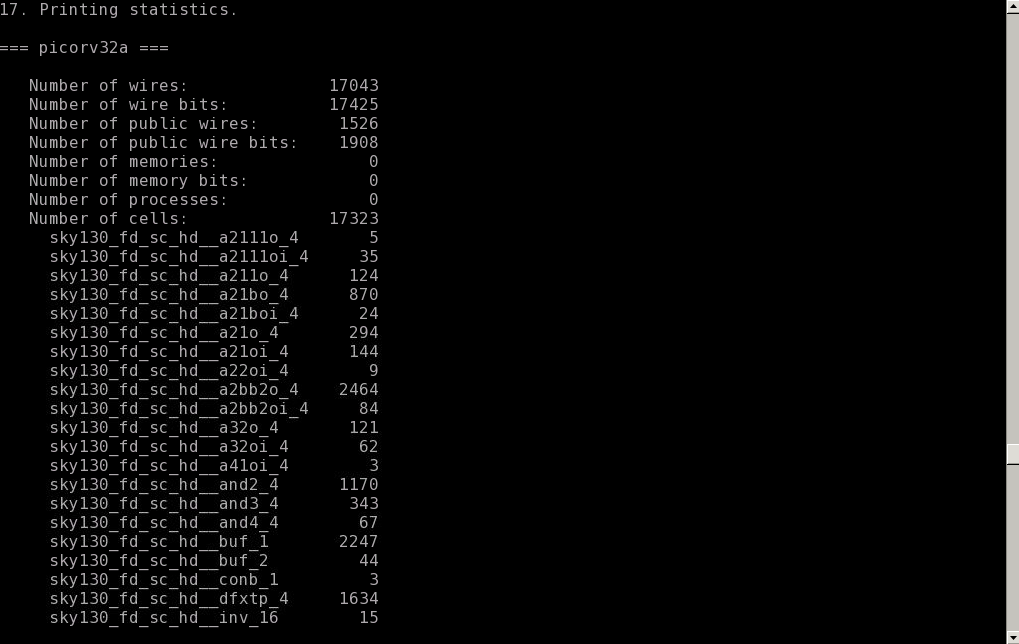 17. Printing statistics.
=== picorv32a ===
Number of wires: 17043
Number of wire bits: 17425
Number of public wires: 1526
Number of public wire bits: 1908
Number of memories: 0
Number of memory bits: 0
Number of processes: 0
Number of cells: 17323
sky130_fd_sc_hd__a2111o_4 5
sky130_fd_sc_hd__a2111oi_4 35
sky130_fd_sc_hd__a211o_4 124
sky130_fd_sc_hd__a21bo_4 870
sky130_fd_sc_hd__a21boi_4 24
sky130_fd_sc_hd__a21o_4 294
sky130_fd_sc_hd__a21oi_4 144
sky130_fd_sc_hd__a22oi_4 9
sky130_fd_sc_hd__a2bb2o_4 2464
sky130_fd_sc_hd__a2bb2oi_4 84
sky130_fd_sc_hd__a32o_4 121
sky130_fd_sc_hd__a32oi_4 62
sky130_fd_sc_hd__a41oi_4 3
sky130_fd_sc_hd__and2_4 1170
sky130_fd_sc_hd__and3_4 343
sky130_fd_sc_hd__and4_4 67
sky130_fd_sc_hd__buf_1 2247
sky130_fd_sc_hd__buf_2 44
sky130_fd_sc_hd__conb_1 3
sky130_fd_sc_hd__dfxtp_4 1634
sky130_fd_sc_hd__inv_16 15